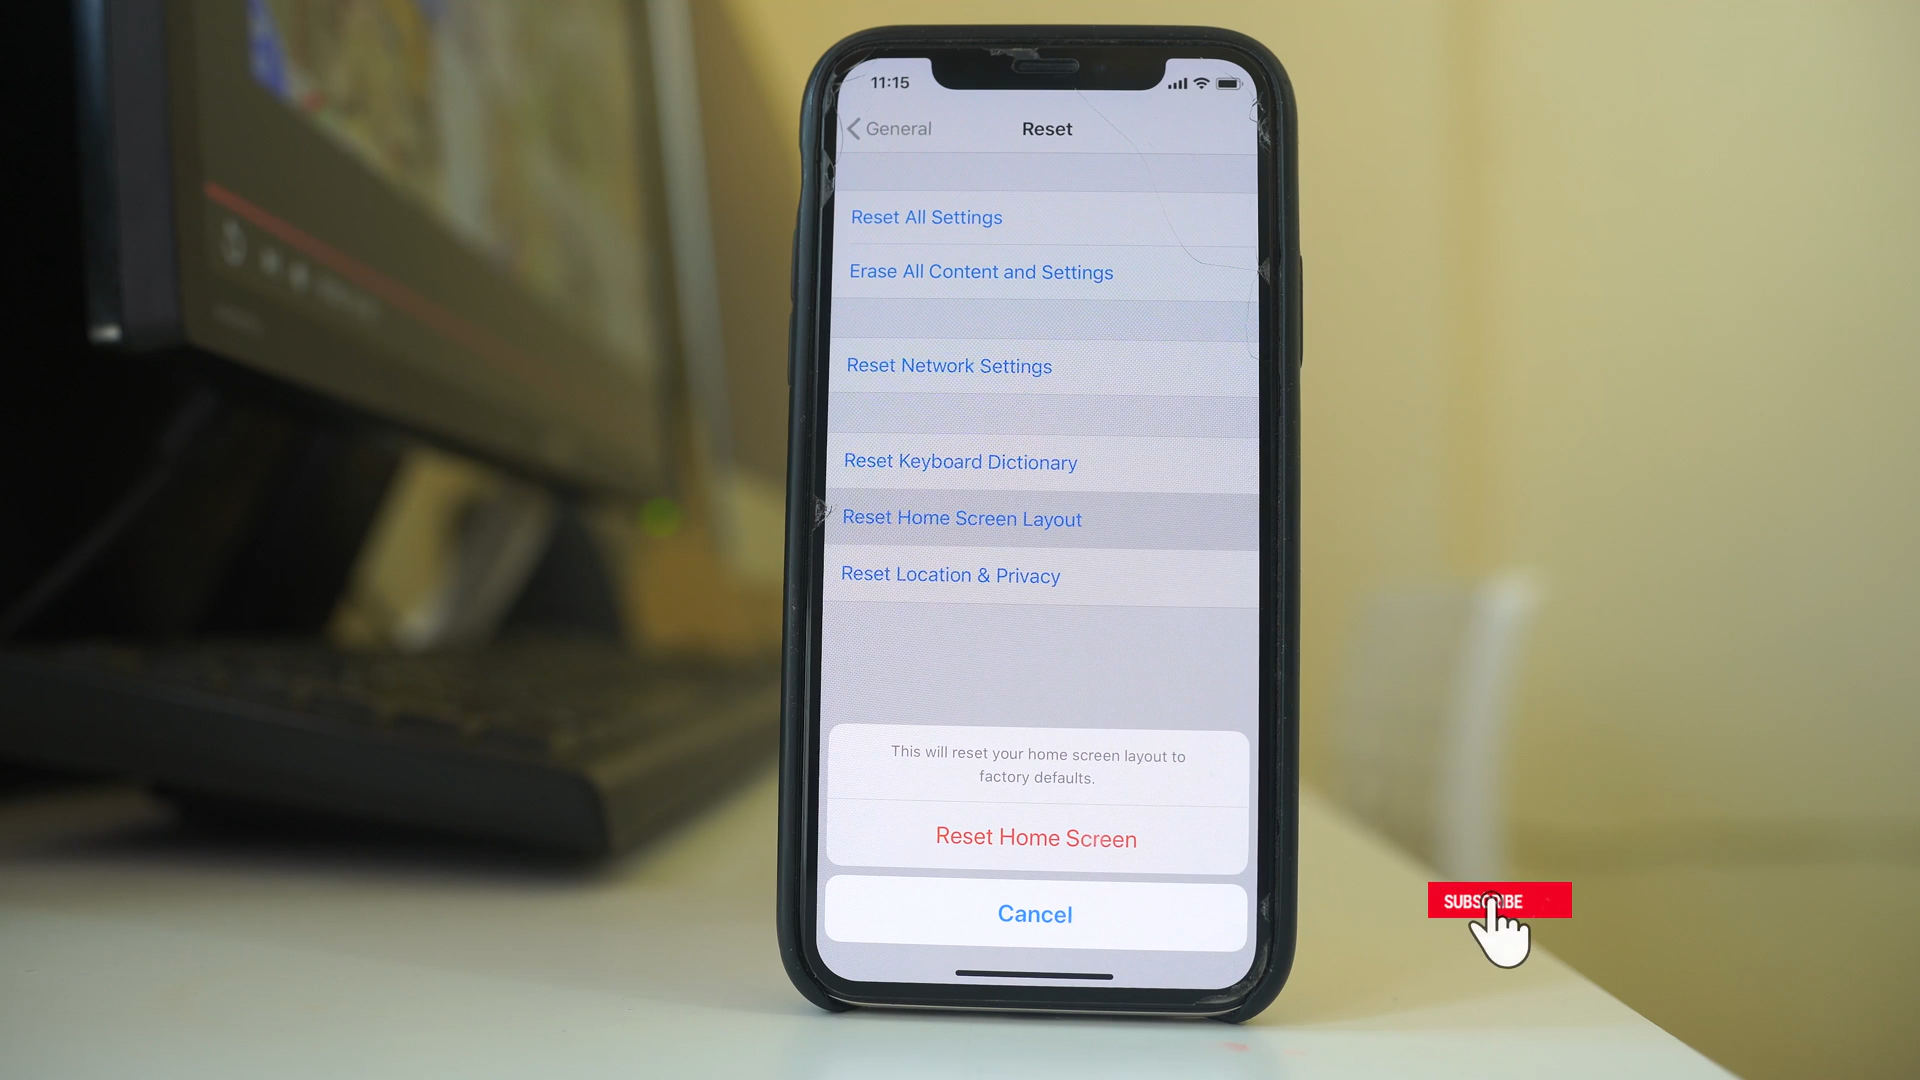 11:15
General
Reset
Reset All Settings
Erase All Content and Settings
Reset Network Settings
Reset Keyboard Dictionary
Reset Home Screen Layout
Reset Location & Privacy
This will reset your home screen layout to
factory defaults.
Reset Home Screen
Cancel
SUBSCRIBE